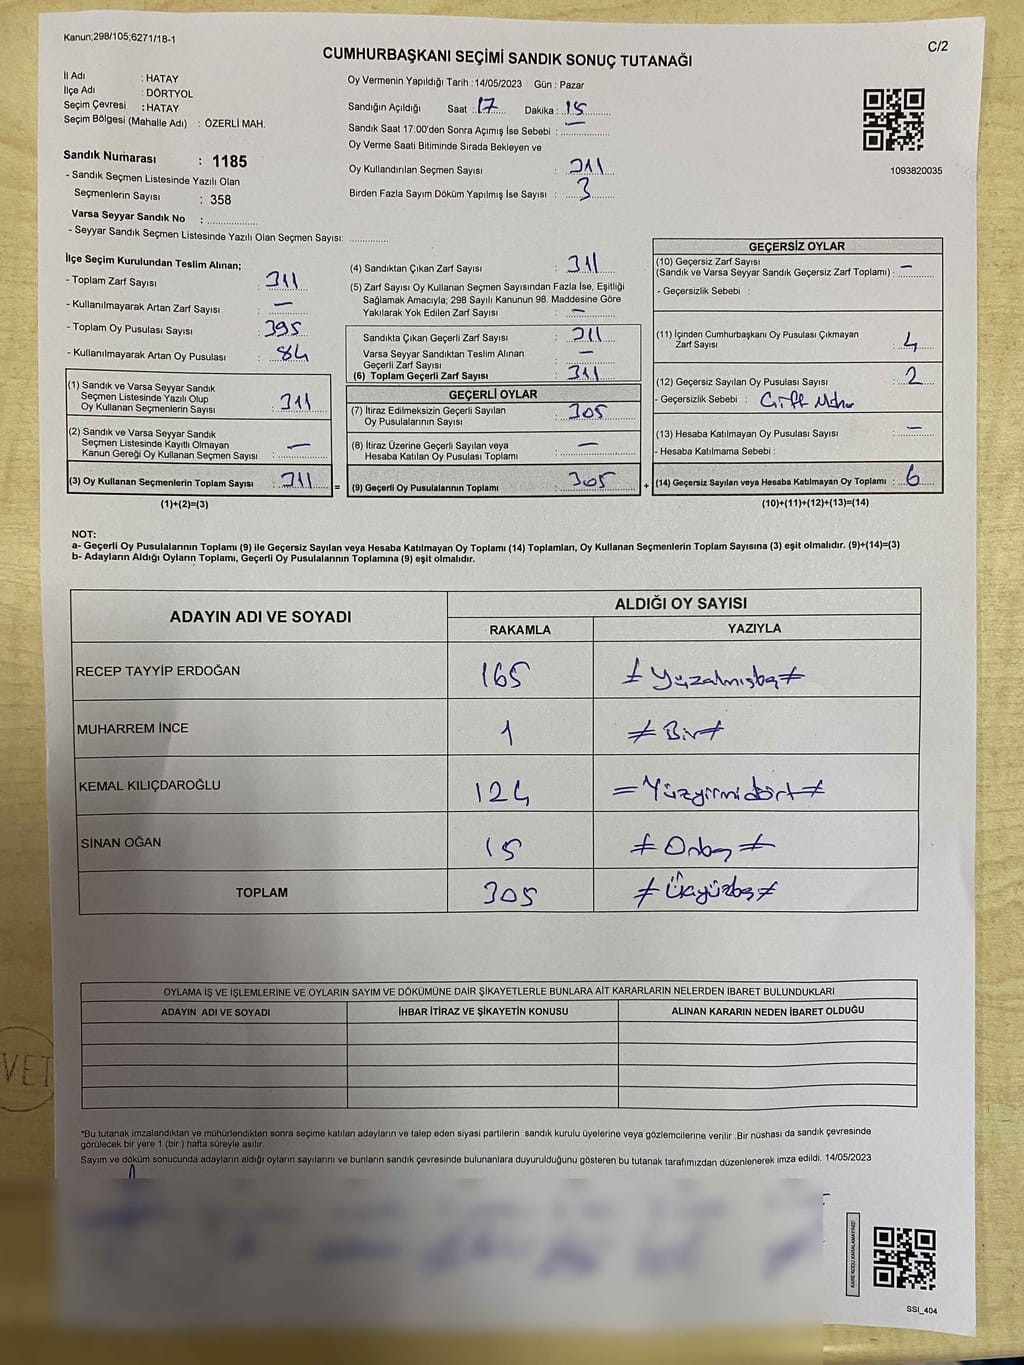 Kanun;298/105;6271/18-1
C/2
CUMHURBAŞKANI SEÇİMİ SANDIK SONUÇ TUTANAĞI
İl Adı : HATAY
İlçe Adı : DÖRTYOL
Seçim Çevresi : HATAY
Seçim Bölgesi (Mahalle Adı) : ÖZERLİ MAH.
Oy Vermenin Yapıldığı Tarih : 14/05/2023 Gün : Pazar
Sandığın Açıldığı Saat : 17 Dakika : 15
Sandık Saat 17.00'den Sonra Açımış İse Sebebi : —
Oy Verme Saati Bitiminde Sırada Bekleyen ve
Oy Kullandırılan Seçmen Sayısı : 311
Birden Fazla Sayım Döküm Yapılmış İse Sayısı : 3
1093820035
Sandık Numarası : 1185
- Sandık Seçmen Listesinde Yazılı Olan
Seçmenlerin Sayısı : 358
Varsa Seyyar Sandık No :
- Seyyar Sandık Seçmen Listesinde Yazılı Olan Seçmen Sayısı:
İlçe Seçim Kurulundan Teslim Alınan;
- Toplam Zarf Sayısı : 311
- Kullanılmayarak Artan Zarf Sayısı : —
- Toplam Oy Pusulası Sayısı : 395
- Kullanılmayarak Artan Oy Pusulası : 84
(1) Sandık ve Varsa Seyyar Sandık
Seçmen Listesinde Yazılı Olup
Oy Kullanan Seçmenlerin Sayısı : 311
(2) Sandık ve Varsa Seyyar Sandık
Seçmen Listesinde Kayıtlı Olmayan
Kanun Gereği Oy Kullanan Seçmen Sayısı : —
(3) Oy Kullanan Seçmenlerin Toplam Sayısı : 311
(1)+(2)=(3)
(4) Sandıktan Çıkan Zarf Sayısı : 311
(5) Zarf Sayısı Oy Kullanan Seçmen Sayısından Fazla İse, Eşitliği
Sağlamak Amacıyla; 298 Sayılı Kanunun 98. Maddesine Göre
Yakılarak Yok Edilen Zarf Sayısı : —
Sandıkta Çıkan Geçerli Zarf Sayısı : 311
Varsa Seyyar Sandıktan Teslim Alınan
Geçerli Zarf Sayısı : —
(6) Toplam Geçerli Zarf Sayısı : 311
GEÇERLİ OYLAR
(7) İtiraz Edilmeksizin Geçerli Sayılan
Oy Pusulalarının Sayısı : 305
(8) İtiraz Üzerine Geçerli Sayılan veya
Hesaba Katılan Oy Pusulası Toplamı : —
= (9) Geçerli Oy Pusulalarının Toplamı : 305
GEÇERSİZ OYLAR
(10) Geçersiz Zarf Sayısı
(Sandık ve Varsa Seyyar Sandık Geçersiz Zarf Toplamı) : —
- Geçersizlik Sebebi :
(11) İçinden Cumhurbaşkanı Oy Pusulası Çıkmayan
Zarf Sayısı : 4
(12) Geçersiz Sayılan Oy Pusulası Sayısı : 2
- Geçersizlik Sebebi : Çift Mühür
(13) Hesaba Katılmayan Oy Pusulası Sayısı : —
- Hesaba Katılmama Sebebi :
+ (14) Geçersiz Sayılan veya Hesaba Katılmayan Oy Toplamı : 6
(10)+(11)+(12)+(13)=(14)
NOT:
a- Geçerli Oy Pusulalarının Toplamı (9) ile Geçersiz Sayılan veya Hesaba Katılmayan Oy Toplamı (14) Toplamları, Oy Kullanan Seçmenlerin Toplam Sayısına (3) eşit olmalıdır. (9)+(14)=(3)
b- Adayların Aldığı Oyların Toplamı, Geçerli Oy Pusulalarının Toplamına (9) eşit olmalıdır.
ADAYIN ADI VE SOYADI ALDIĞI OY SAYISI
RAKAMLA YAZIYLA
RECEP TAYYİP ERDOĞAN 165 ≠ Yüzalmışbeş ≠
MUHARREM İNCE 1 ≠ Bir ≠
KEMAL KILIÇDAROĞLU 124 = Yüzyirmidört ≠
SİNAN OĞAN 15 ≠ Onbeş ≠
TOPLAM 305 ≠ Üçyüzbeş ≠
OYLAMA İŞ VE İŞLEMLERİNE VE OYLARIN SAYIM VE DÖKÜMÜNE DAİR ŞİKAYETLERLE BUNLARA AİT KARARLARIN NELERDEN İBARET BULUNDUKLARI
ADAYIN ADI VE SOYADI İHBAR İTİRAZ VE ŞİKAYETİN KONUSU ALINAN KARARIN NEDEN İBARET OLDUĞU
*Bu tutanak imzalandıktan ve mühürlendikten sonra seçime katılan adayların ve talep eden siyasi partilerin sandık kurulu üyelerine veya gözlemcilerine verilir .Bir nüshası da sandık çevresinde
görülecek bir yere 1 (bir ) hafta süreyle asılır.
Sayım ve döküm sonucunda adayların aldığı oyların sayılarını ve bunların sandık çevresinde bulunanlara duyurulduğunu gösteren bu tutanak tarafımızdan düzenlenerek imza edildi. 14/05/2023
KARE KODU KARALAMAYINIZ!
SSI_404